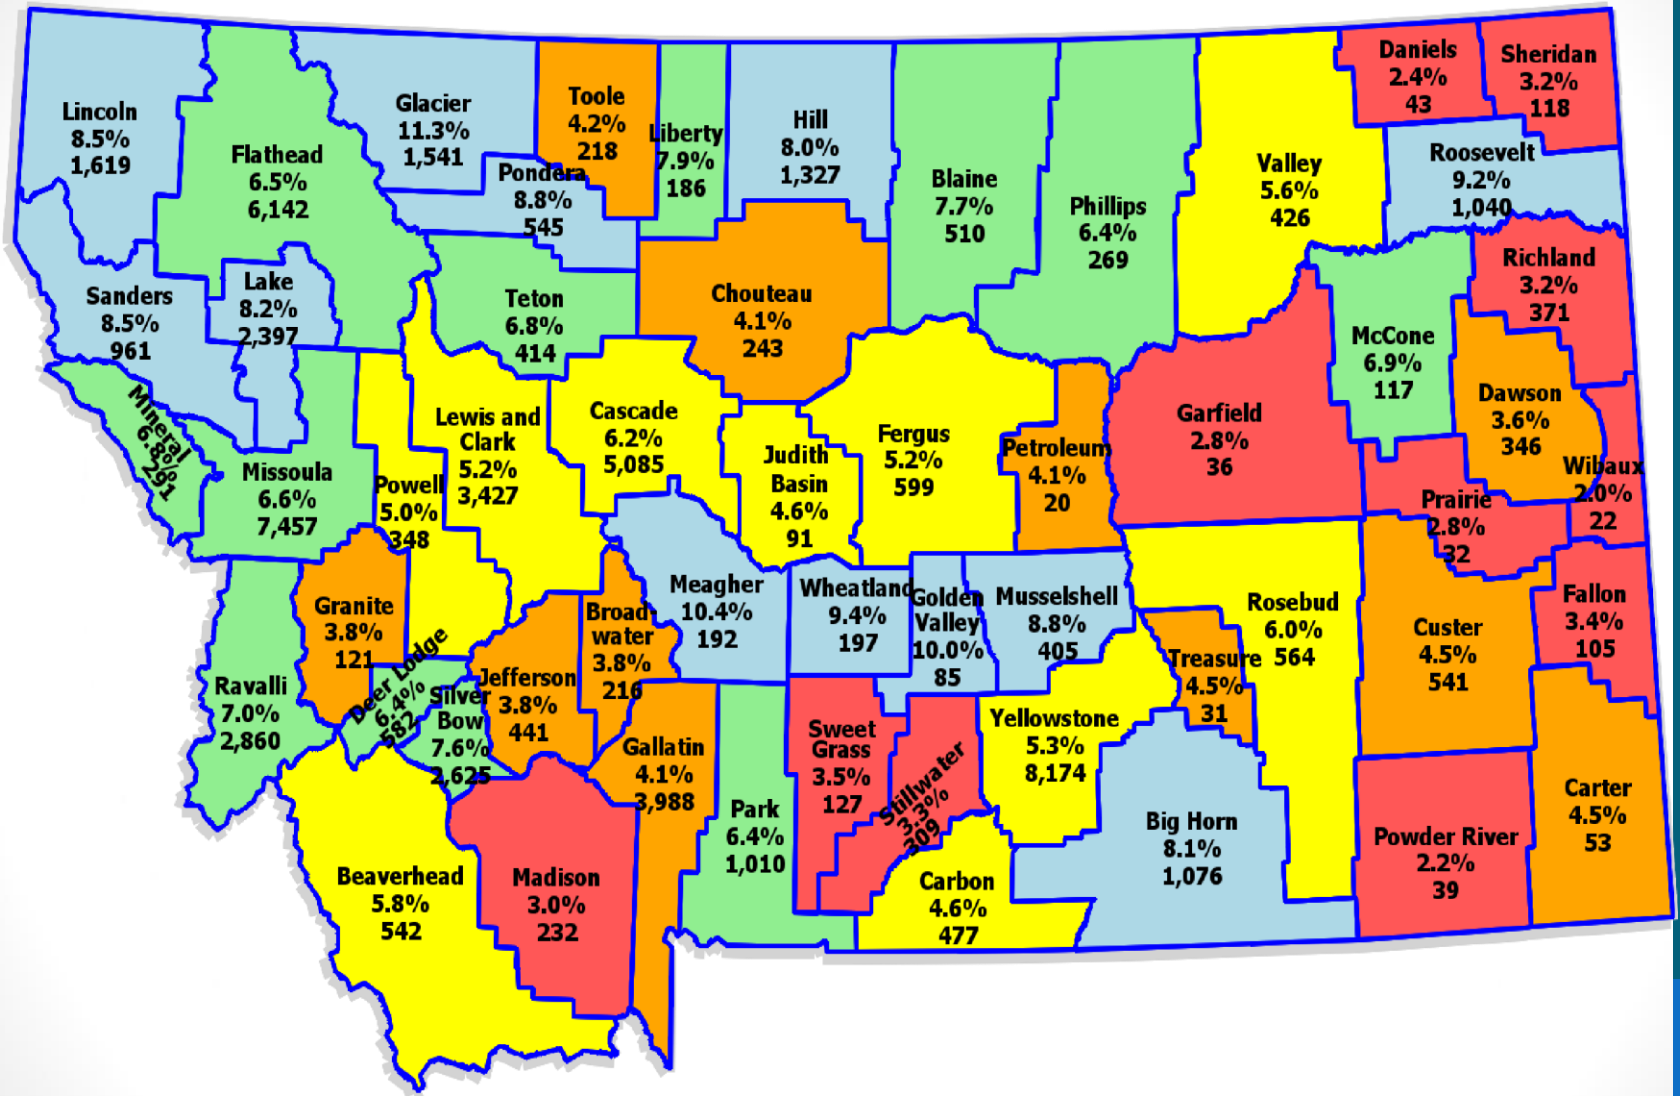 Lincoln
8.5%
1,619
Flathead
6.5%
6,142
Glacier
11.3%
1,541
Toole
4.2%
218
Liberty
7.9%
186
Hill
8.0%
1,327
Blaine
7.7%
510
Phillips
6.4%
269
Valley
5.6%
426
Daniels
2.4%
43
Sheridan
3.2%
118
Roosevelt
9.2%
1,040
Pondera
8.8%
545
Sanders
8.5%
961
Lake
8.2%
2,397
Teton
6.8%
414
Chouteau
4.1%
243
McCone
6.9%
117
Richland
3.2%
371
Dawson
3.6%
346
Wibaux
2.0%
22
Mineral
6.8%
291
Missoula
6.6%
7,457
Powell
5.0%
348
Lewis and
Clark
5.2%
3,427
Cascade
6.2%
5,085
Judith
Basin
4.6%
91
Fergus
5.2%
599
Petroleum
4.1%
20
Garfield
2.8%
36
Prairie
2.8%
32
Granite
3.8%
121
Broad-
water
3.8%
216
Meagher
10.4%
192
Wheatland
9.4%
197
Golden
Valley
10.0%
85
Musselshell
8.8%
405
Rosebud
6.0%
564
Treasure
4.5%
31
Custer
4.5%
541
Fallon
3.4%
105
Ravalli
7.0%
2,860
Deer Lodge
6.4%
582
Silver
Bow
7.6%
2,625
Jefferson
3.8%
441
Gallatin
4.1%
3,988
Park
6.4%
1,010
Sweet
Grass
3.5%
127
Stillwater
3.3%
309
Yellowstone
5.3%
8,174
Big Horn
8.1%
1,076
Powder River
2.2%
39
Carter
4.5%
53
Beaverhead
5.8%
542
Madison
3.0%
232
Carbon
4.6%
477